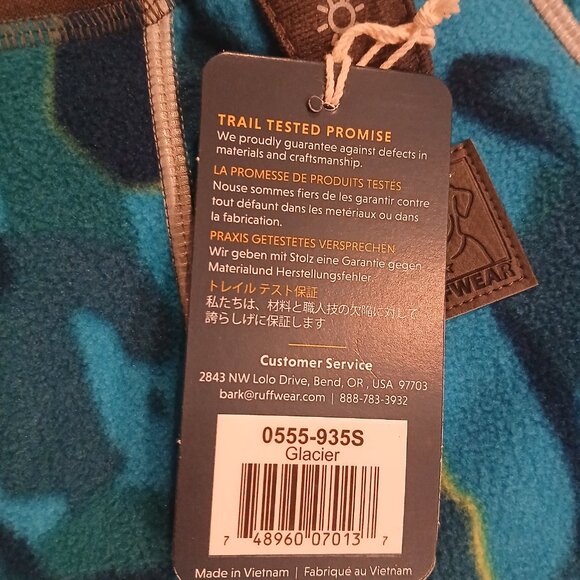 TRAIL TESTED PROMISE
We proudly guarantee against defects in
materials and craftsmanship.
LA PROMESSE DE PRODUITS TESTÉS
Nouse sommes fiers de les garantir contre
tout défaunt dans les metériaux ou dans
la fabrication.
PRAXIS GETESTETES VERSPRECHEN
Wir geben mit Stolz eine Garantie gegen
Materialund Herstellungsfehler.
トレイル テスト保証
私たちは、材料と職人技の欠陥に対して
誇らしげに保証します
Customer Service
2843 NW Lolo Drive, Bend, OR , USA 97703
bark@ruffwear.com | 888-783-3932
0555-935S
Glacier
7 48960 07013 7
Made in Vietnam | Fabriqué au Vietnam